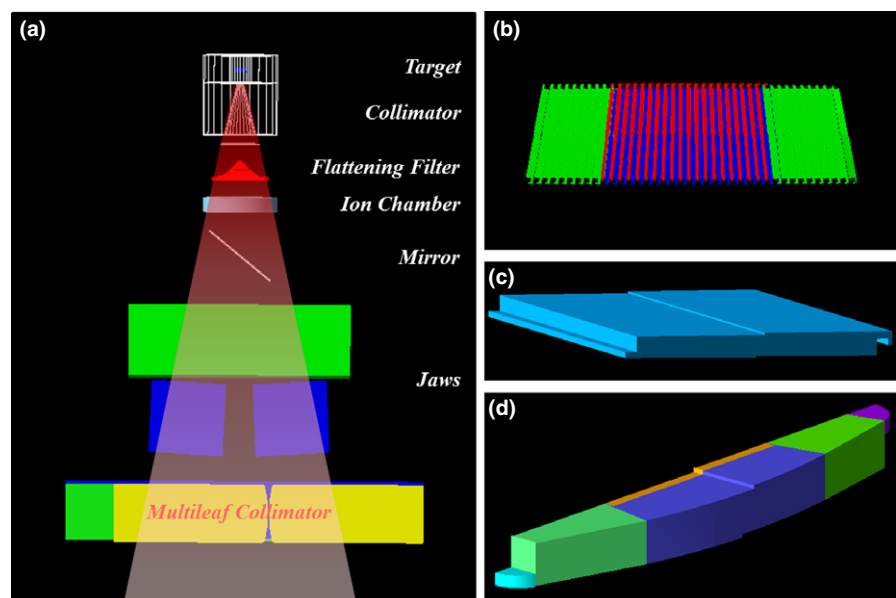 (a)
Target
Collimator
Flattening Filter
Ion Chamber
Mirror
Jaws
Multileaf Collimator
(b)
(c)
(d)